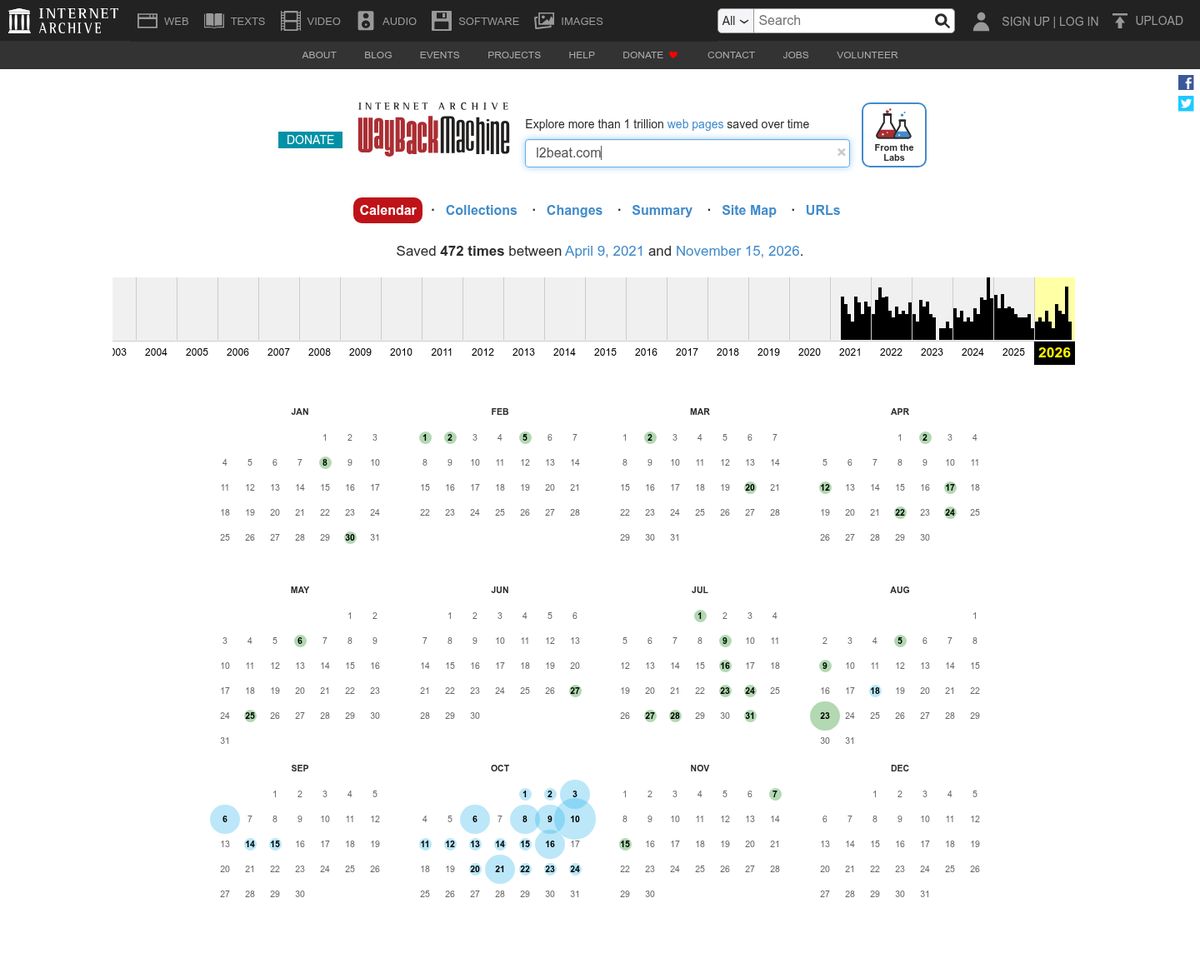 INTERNET ARCHIVE WEB TEXTS VIDEO AUDIO SOFTWARE IMAGES All Search SIGN UP | LOG IN UPLOAD
ABOUT BLOG EVENTS PROJECTS HELP DONATE CONTACT JOBS VOLUNTEER
DONATE
INTERNET ARCHIVE
WayBackMachine
Explore more than 1 trillion web pages saved over time
l2beat.com ×
From the
Labs
Calendar · Collections · Changes · Summary · Site Map · URLs
Saved 472 times between April 9, 2021 and November 15, 2026.
003 2004 2005 2006 2007 2008 2009 2010 2011 2012 2013 2014 2015 2016 2017 2018 2019 2020 2021 2022 2023 2024 2025 2026
JAN FEB MAR APR
1 2 3 1 2 3 4 5 6 7 1 2 3 4 5 6 7 1 2 3 4
4 5 6 7 8 9 10 8 9 10 11 12 13 14 8 9 10 11 12 13 14 5 6 7 8 9 10 11
11 12 13 14 15 16 17 15 16 17 18 19 20 21 15 16 17 18 19 20 21 12 13 14 15 16 17 18
18 19 20 21 22 23 24 22 23 24 25 26 27 28 22 23 24 25 26 27 28 19 20 21 22 23 24 25
25 26 27 28 29 30 31 29 30 31 26 27 28 29 30
MAY JUN JUL AUG
1 2 1 2 3 4 5 6 1 2 3 4 1
3 4 5 6 7 8 9 7 8 9 10 11 12 13 5 6 7 8 9 10 11 2 3 4 5 6 7 8
10 11 12 13 14 15 16 14 15 16 17 18 19 20 12 13 14 15 16 17 18 9 10 11 12 13 14 15
17 18 19 20 21 22 23 21 22 23 24 25 26 27 19 20 21 22 23 24 25 16 17 18 19 20 21 22
24 25 26 27 28 29 30 28 29 30 26 27 28 29 30 31 23 24 25 26 27 28 29
31 30 31
SEP OCT NOV DEC
1 2 3 4 5 1 2 3 1 2 3 4 5 6 7 1 2 3 4 5
6 7 8 9 10 11 12 4 5 6 7 8 9 10 8 9 10 11 12 13 14 6 7 8 9 10 11 12
13 14 15 16 17 18 19 11 12 13 14 15 16 17 15 16 17 18 19 20 21 13 14 15 16 17 18 19
20 21 22 23 24 25 26 18 19 20 21 22 23 24 22 23 24 25 26 27 28 20 21 22 23 24 25 26
27 28 29 30 25 26 27 28 29 30 31 29 30 27 28 29 30 31